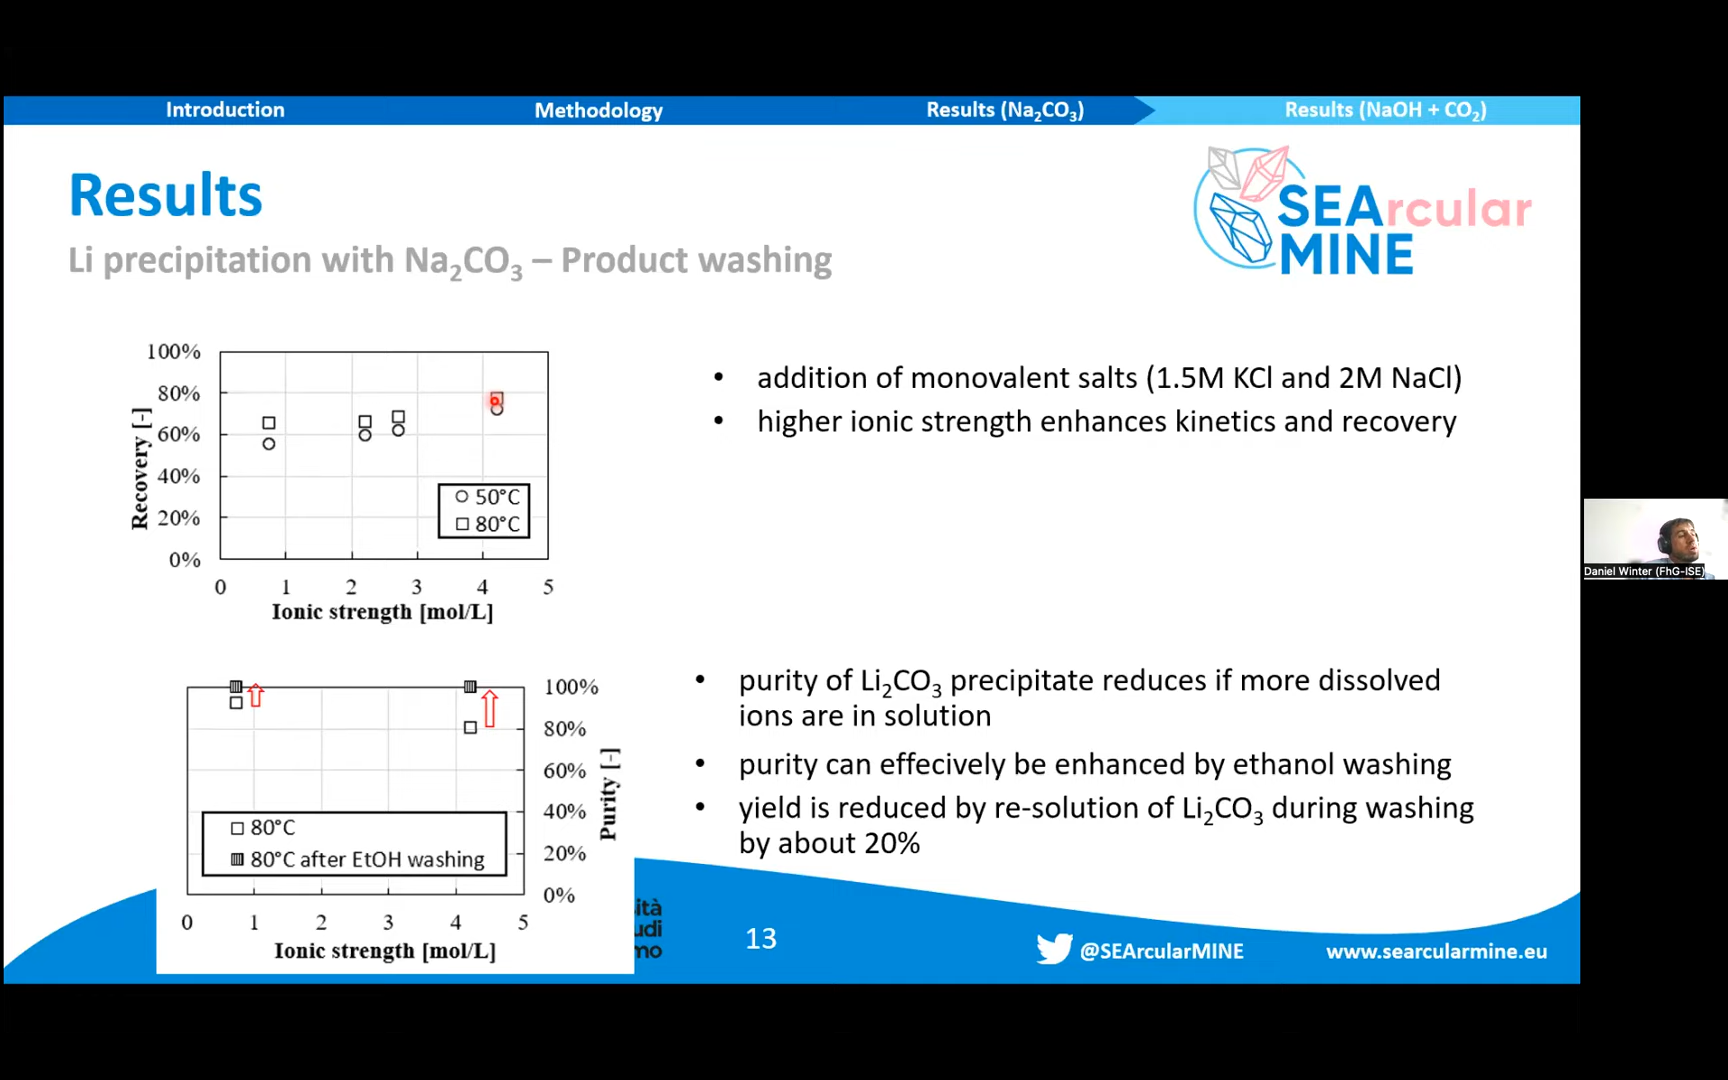 Introduction
Methodology
Results (Na₂CO₃)
Results (NaOH + CO₂)
Results
Li precipitation with Na₂CO₃ – Product washing
SEArcular
MINE
100%
80%
60%
40%
20%
0%
Recovery [-]
50°C
80°C
0 1 2 3 4 5
Ionic strength [mol/L]
• addition of monovalent salts (1.5M KCl and 2M NaCl)
• higher ionic strength enhances kinetics and recovery
100%
80%
60%
40%
20%
0%
Purity [-]
80°C
80°C after EtOH washing
0 1 2 3 4 5
Ionic strength [mol/L]
• purity of Li₂CO₃ precipitate reduces if more dissolved
ions are in solution
• purity can effecively be enhanced by ethanol washing
• yield is reduced by re-solution of Li₂CO₃ during washing
by about 20%
13
@SEArcularMINE
www.searcularmine.eu
Daniel Winter (FhG-ISE)